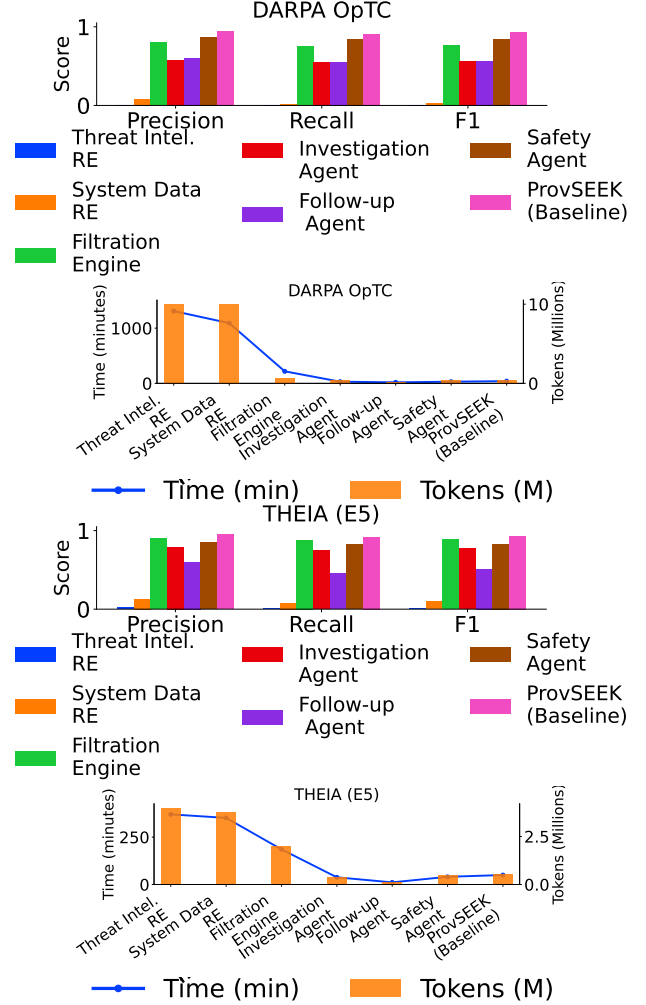 DARPA OpTC
1
Score
0
Precision
Recall
F1
Threat Intel.
RE
System Data
RE
Filtration
Engine
Investigation
Agent
Follow-up
Agent
Safety
Agent
ProvSEEK
(Baseline)
DARPA OpTC
Time (minutes)
1000
0
10
0
Tokens (Millions)
Threat Intel.
RE
System Data
RE
Filtration
Engine
Investigation
Agent
Follow-up
Agent
Safety
Agent
ProvSEEK
(Baseline)
Time (min)
Tokens (M)
THEIA (E5)
1
Score
0
Precision
Recall
F1
Threat Intel.
RE
System Data
RE
Filtration
Engine
Investigation
Agent
Follow-up
Agent
Safety
Agent
ProvSEEK
(Baseline)
THEIA (E5)
Time (minutes)
250
0
2.5
0.0
Tokens (Millions)
Threat Intel.
RE
System Data
RE
Filtration
Engine
Investigation
Agent
Follow-up
Agent
Safety
Agent
ProvSEEK
(Baseline)
Time (min)
Tokens (M)